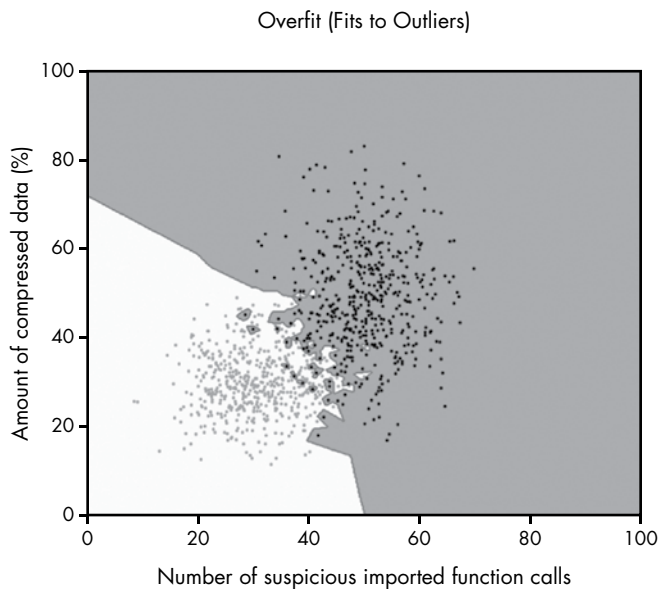 Overfit (Fits to Outliers)
100
80
60
40
20
0
Amount of compressed data (%)
0 20 40 60 80 100
Number of suspicious imported function calls